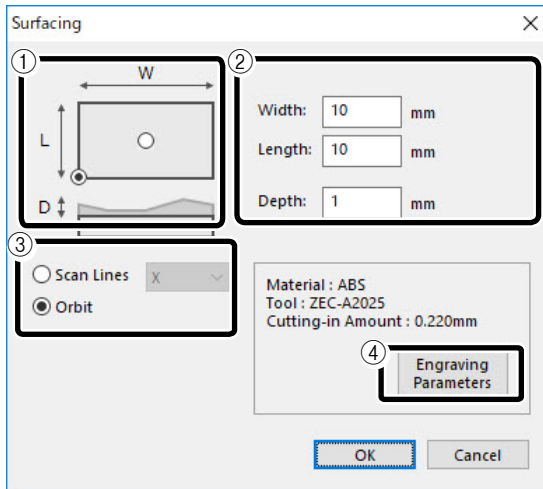 Surfacing
①
W
L
D
②
Width: 10 mm
Length: 10 mm
Depth: 1 mm
③
Scan Lines X
Orbit
Material : ABS
Tool : ZEC-A2025
Cutting-in Amount : 0.220mm
④
Engraving
Parameters
OK Cancel